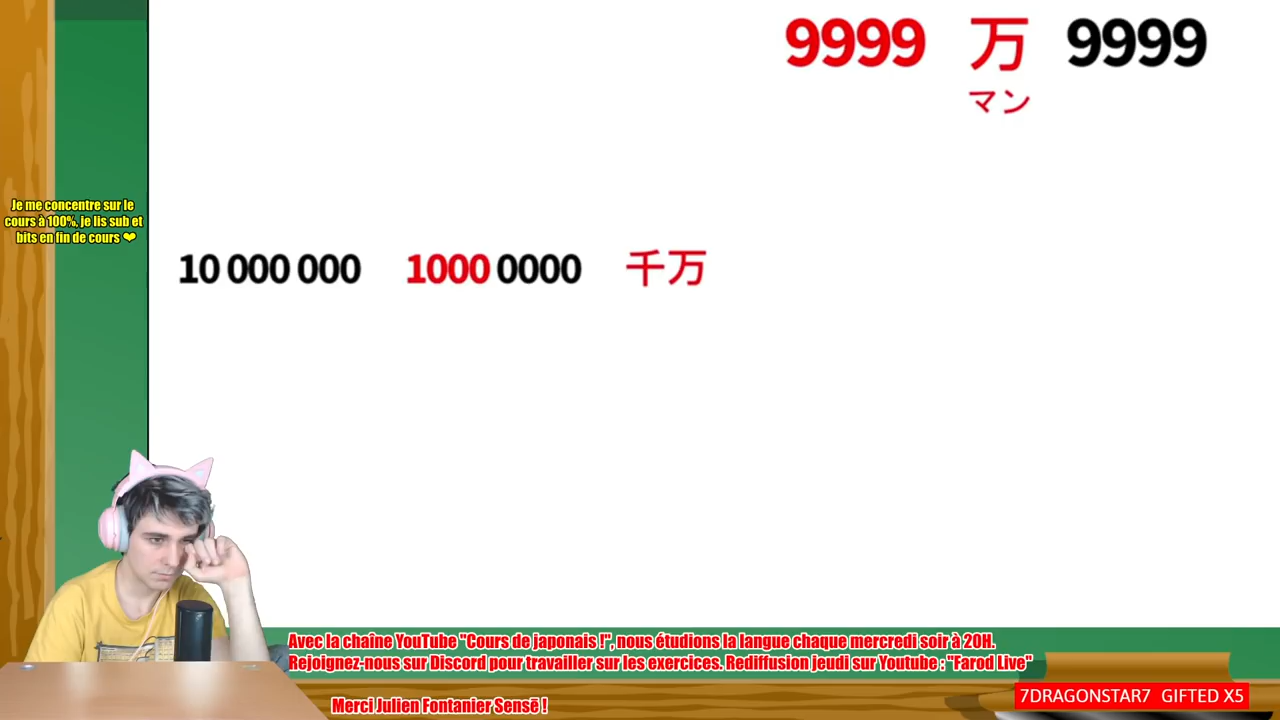 9999 万 9999
マン
Je me concentre sur le
cours à 100%, je lis sub et
bits en fin de cours ❤
10 000 000 1000 0000 千万
Avec la chaîne YouTube "Cours de japonais !", nous étudions la langue chaque mercredi soir à 20H.
Rejoignez-nous sur Discord pour travailler sur les exercices. Rediffusion jeudi sur Youtube : "Farod Live"
Merci Julien Fontanier Sensē !
7DRAGONSTAR7 GIFTED X5